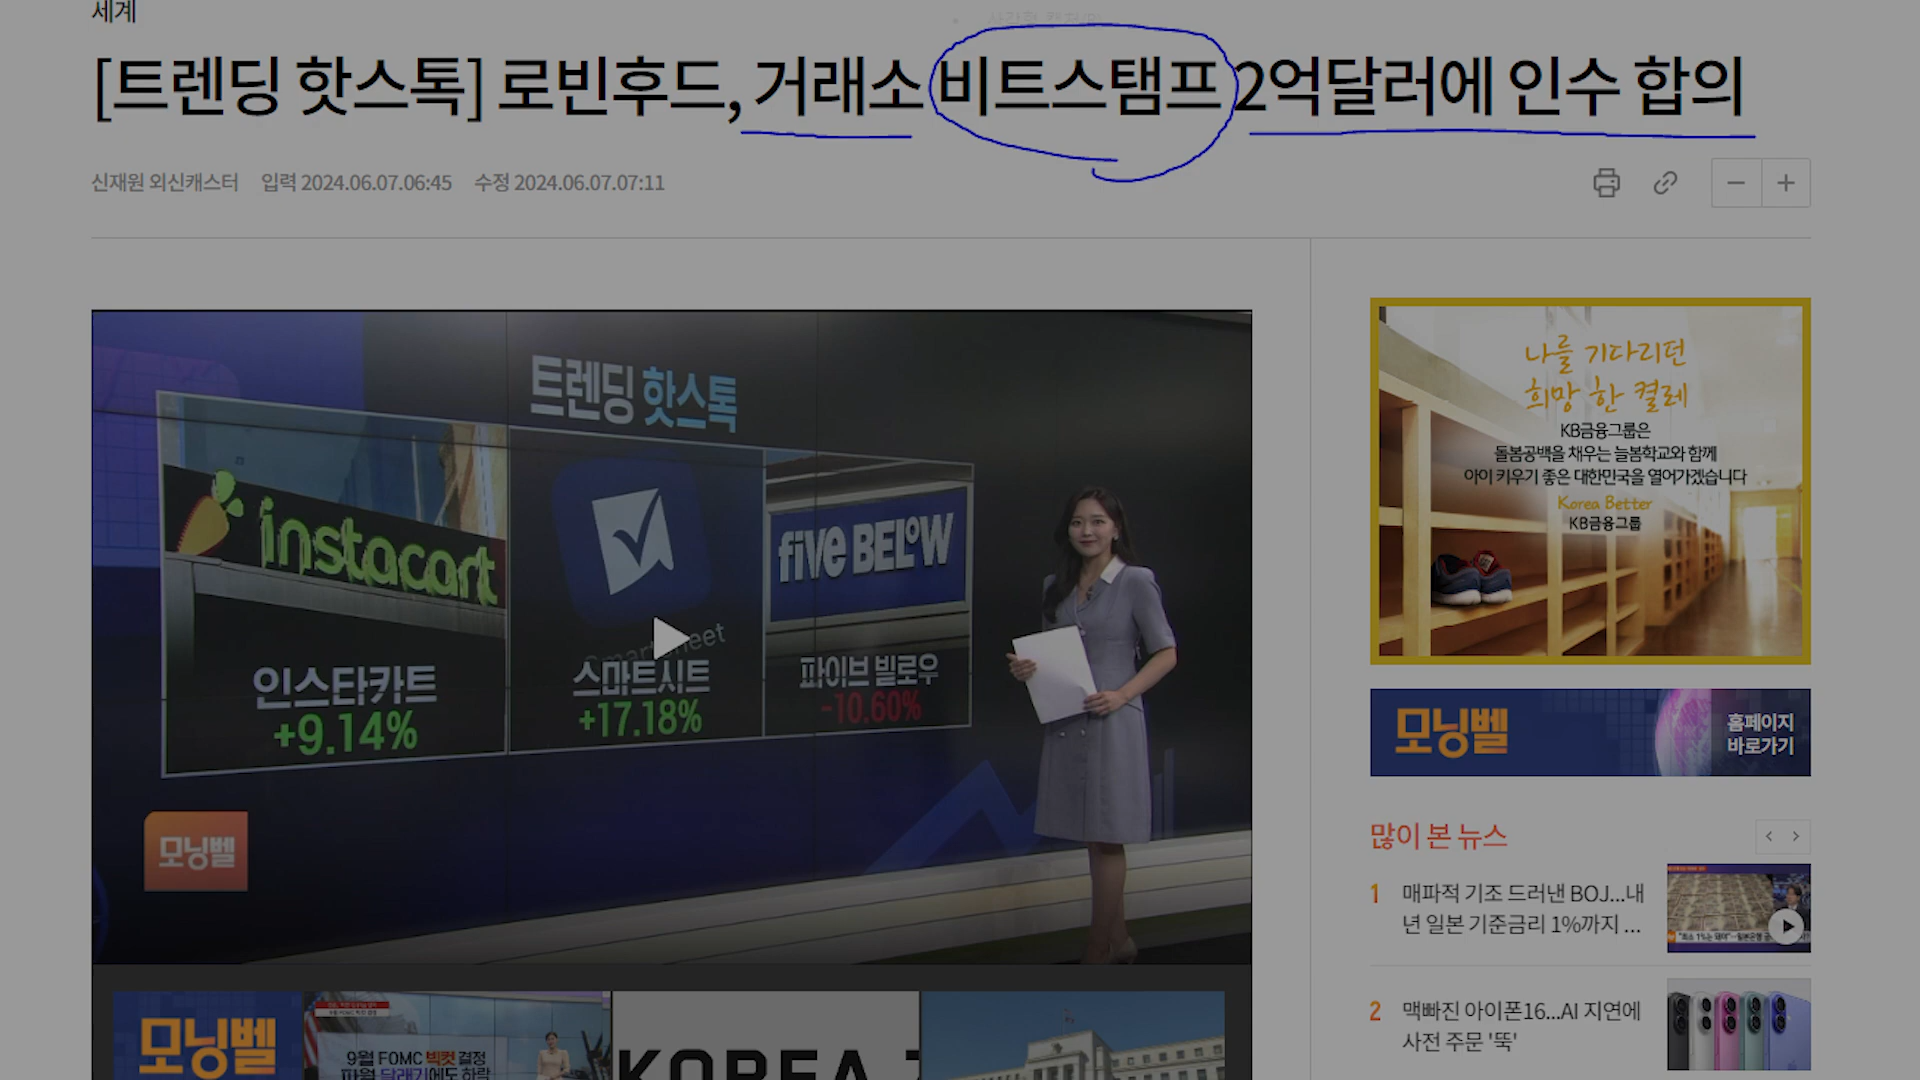 세계
[트렌딩 핫스톡] 로빈후드, 거래소 비트스탬프 2억달러에 인수 합의
신재원 외신캐스터 입력 2024.06.07.06:45 수정 2024.06.07.07:11
트렌딩 핫스톡
instacart
five BELOW
인스타카트
+9.14%
스마트시트
+17.18%
파이브 빌로우
-10.60%
모닝벨
나를 기다리던
희망 한 켤레
KB금융그룹은
돌봄공백을 채우는 늘봄학교와 함께
아이 키우기 좋은 대한민국을 열어가겠습니다
Korea Better
KB금융그룹
모닝벨
홈페이지
바로가기
많이 본 뉴스
1 매파적 기조 드러낸 BOJ...내
년 일본 기준금리 1%까지 ...
2 맥빠진 아이폰16...AI 지연에
사전 주문 '뚝'
모닝벨
9월 FOMC 빅컷 결정
파월 달래기에도 하락
KOREA